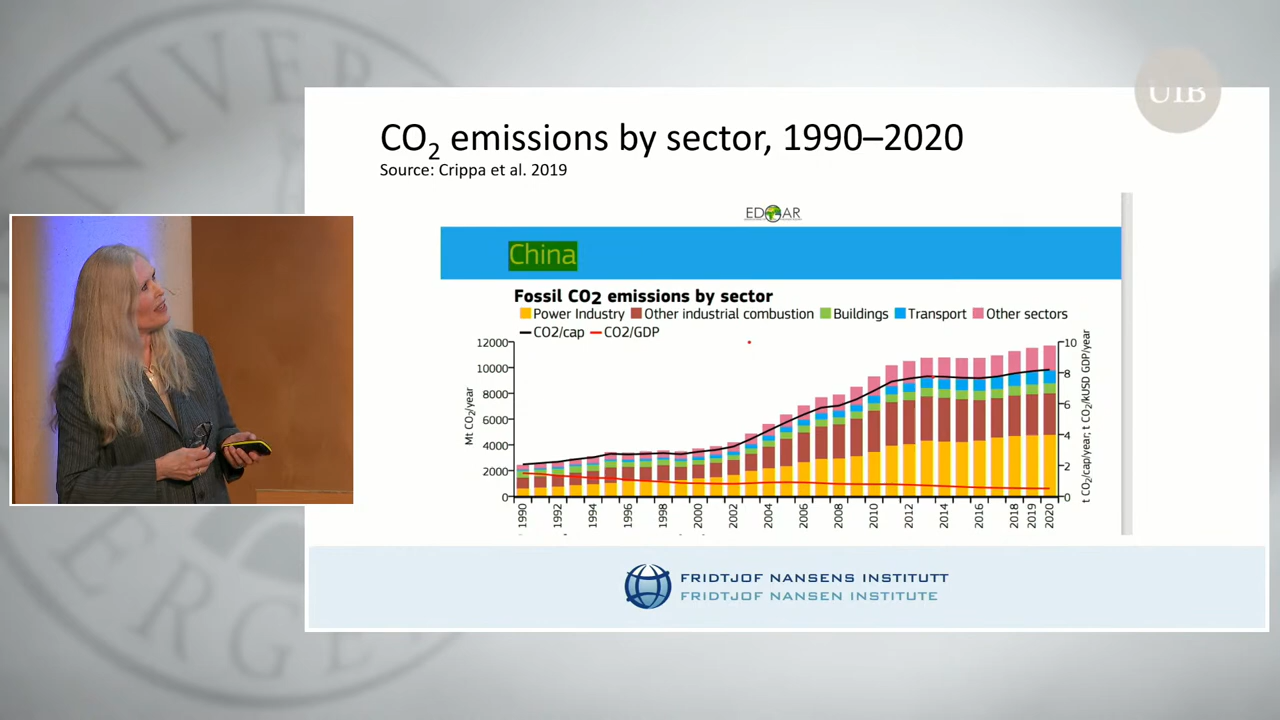 UNIVER
BERGE
UIB
CO2 emissions by sector, 1990–2020
Source: Crippa et al. 2019
EDGAR
China
Fossil CO2 emissions by sector
Power Industry Other industrial combustion Buildings Transport Other sectors
CO2/cap CO2/GDP
Mt CO2/year
12000
10000
8000
6000
4000
2000
0
10
8
6
4
2
0
t CO2/cap/year; t CO2/kUSD GDP/year
1990 1992 1994 1996 1998 2000 2002 2004 2006 2008 2010 2012 2014 2016 2018 2019 2020
FRIDTJOF NANSENS INSTITUTT
FRIDTJOF NANSEN INSTITUTE